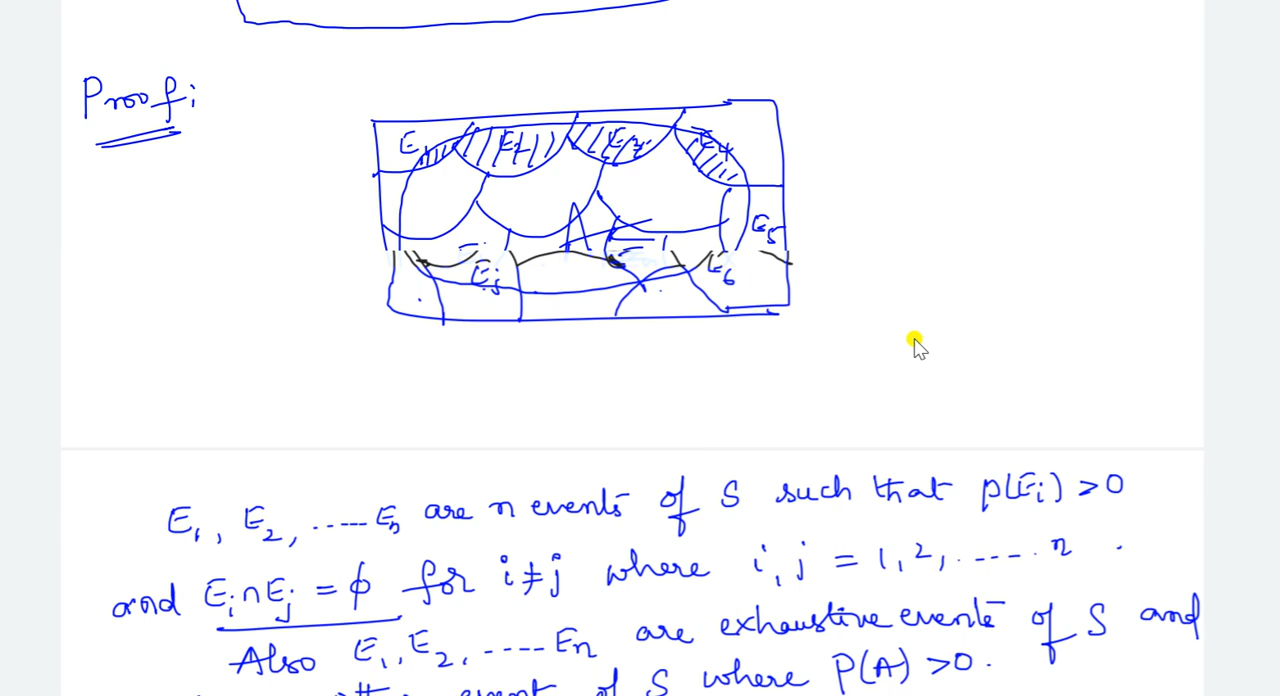 Proof:
E₁ E₂ E₃ E₄
A E₅
Ej E₆
E₁, E₂, ..... En are n events of S such that p(Ei) > 0
and Ei∩Ej = ϕ for i≠j where i, j = 1, 2, ..... n.
Also E₁, E₂, ..... En are exhaustive events of S and
event of S where P(A) > 0.